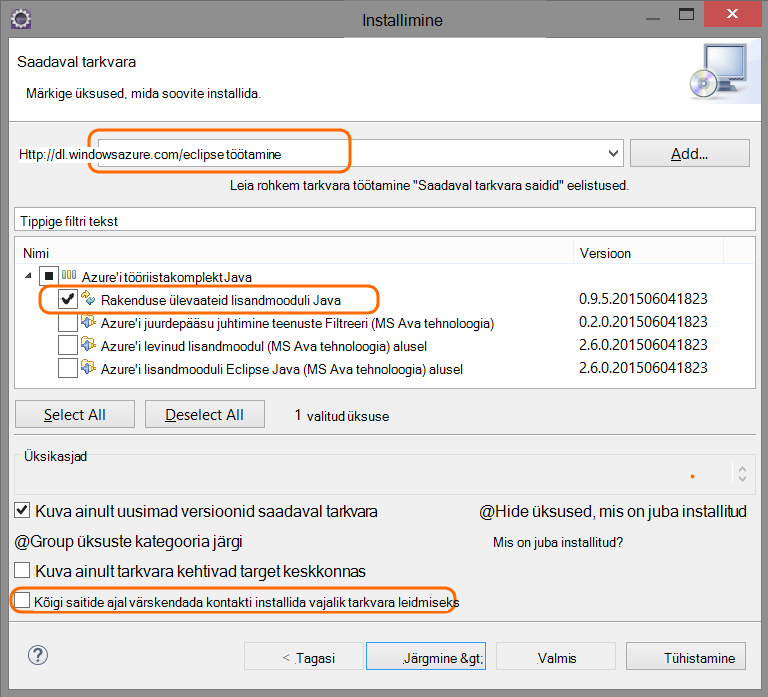 Installimine
Saadaval tarkvara
Märkige üksused, mida soovite installida.
Http://dl.windowsazure.com/eclipse töötamine
Add...
Leia rohkem tarkvara töötamine "Saadaval tarkvara saidid" eelistused.
Tippige filtri tekst
Nimi Versioon
Azure'i tööriistakomplekt Java
Rakenduse ülevaateid lisandmooduli Java 0.9.5.201506041823
Azure'i juurdepääsu juhtimine teenuste Filtreeri (MS Ava tehnoloogia) 0.2.0.201506041823
Azure'i levinud lisandmoodul (MS Ava tehnoloogia) alusel 2.6.0.201506041823
Azure'i lisandmooduli Eclipse Java (MS Ava tehnoloogia) alusel 2.6.0.201506041823
Select All Deselect All 1 valitud üksuse
Üksikasjad
Kuva ainult uusimad versioonid saadaval tarkvara @Hide üksused, mis on juba installitud
@Group üksuste kategooria järgi Mis on juba installitud?
Kuva ainult tarkvara kehtivad target keskkonnas
Kõigi saitide ajal värskendada kontakti installida vajalik tarkvara leidmiseks
? < Tagasi Järgmine &gt; Valmis Tühistamine